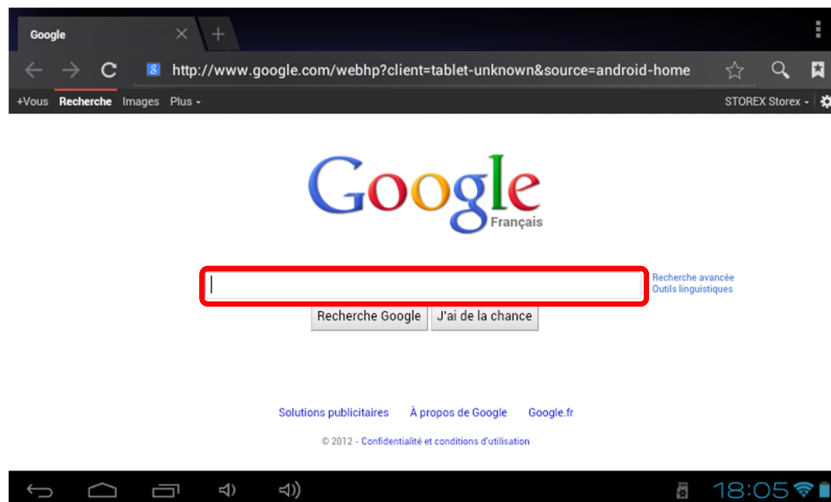 Google
http://www.google.com/webhp?client=tablet-unknown&source=android-home
+Vous Recherche Images Plus STOREX Storex
Google
Français
Recherche avancée
Outils linguistiques
Recherche Google J'ai de la chance
Solutions publicitaires À propos de Google Google.fr
© 2012 - Confidentialité et conditions d'utilisation
18:05